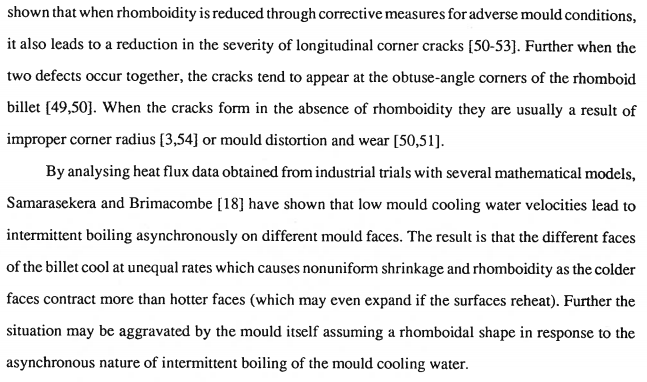 shown that when rhomboidity is reduced through corrective measures for adverse mould conditions,
it also leads to a reduction in the severity of longitudinal corner cracks [50-53]. Further when the
two defects occur together, the cracks tend to appear at the obtuse-angle corners of the rhomboid
billet [49,50]. When the cracks form in the absence of rhomboidity they are usually a result of
improper corner radius [3,54] or mould distortion and wear [50,51].
By analysing heat flux data obtained from industrial trials with several mathematical models,
Samarasekera and Brimacombe [18] have shown that low mould cooling water velocities lead to
intermittent boiling asynchronously on different mould faces. The result is that the different faces
of the billet cool at unequal rates which causes nonuniform shrinkage and rhomboidity as the colder
faces contract more than hotter faces (which may even expand if the surfaces reheat). Further the
situation may be aggravated by the mould itself assuming a rhomboidal shape in response to the
asynchronous nature of intermittent boiling of the mould cooling water.